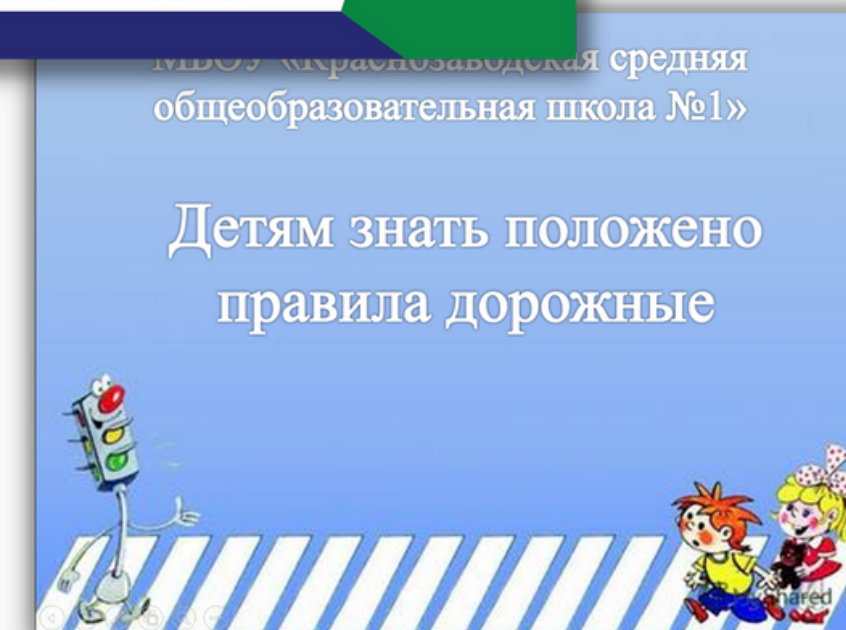 МБОУ «Краснозаводская средняя
общеобразовательная школа №1»
Детям знать положено
правила дорожные